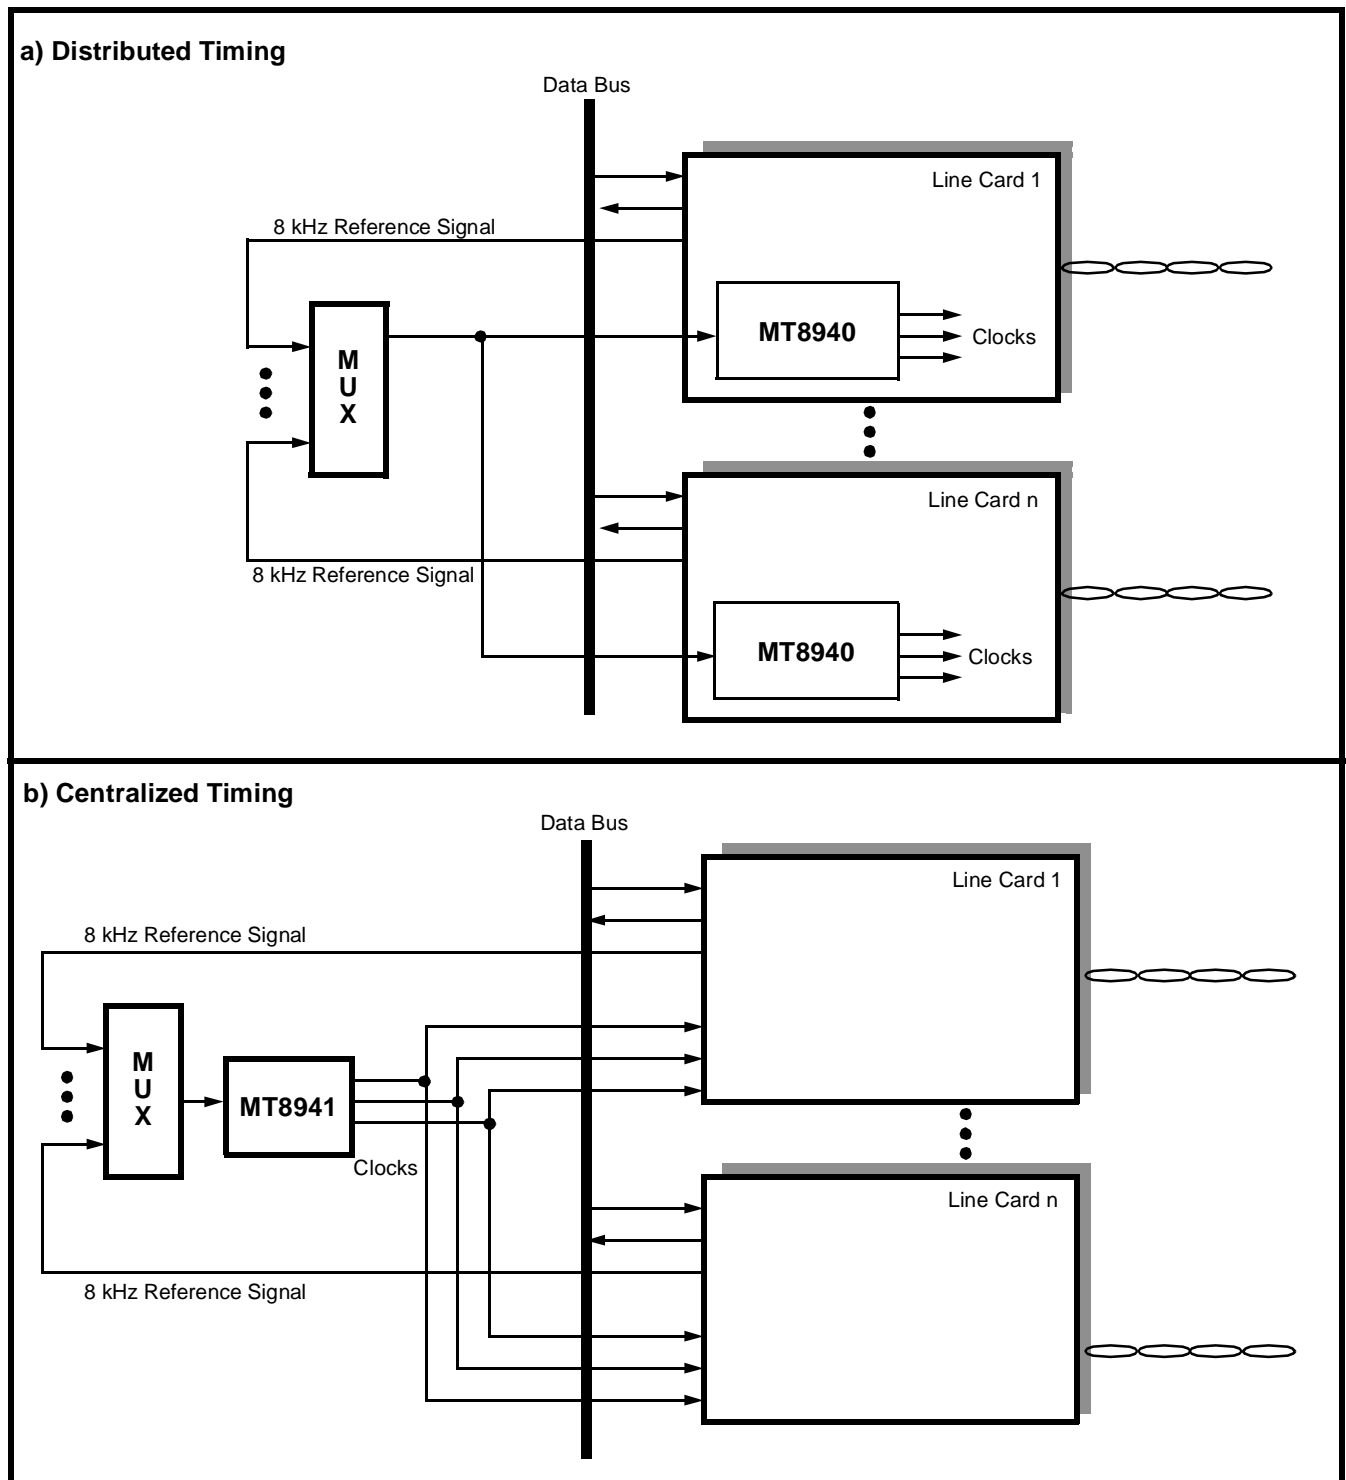 a) Distributed Timing
Data Bus
Line Card 1
8 kHz Reference Signal
MUX
MT8940
Clocks
Line Card n
8 kHz Reference Signal
MT8940
Clocks
b) Centralized Timing
Data Bus
Line Card 1
8 kHz Reference Signal
MUX
MT8941
Clocks
Line Card n
8 kHz Reference Signal